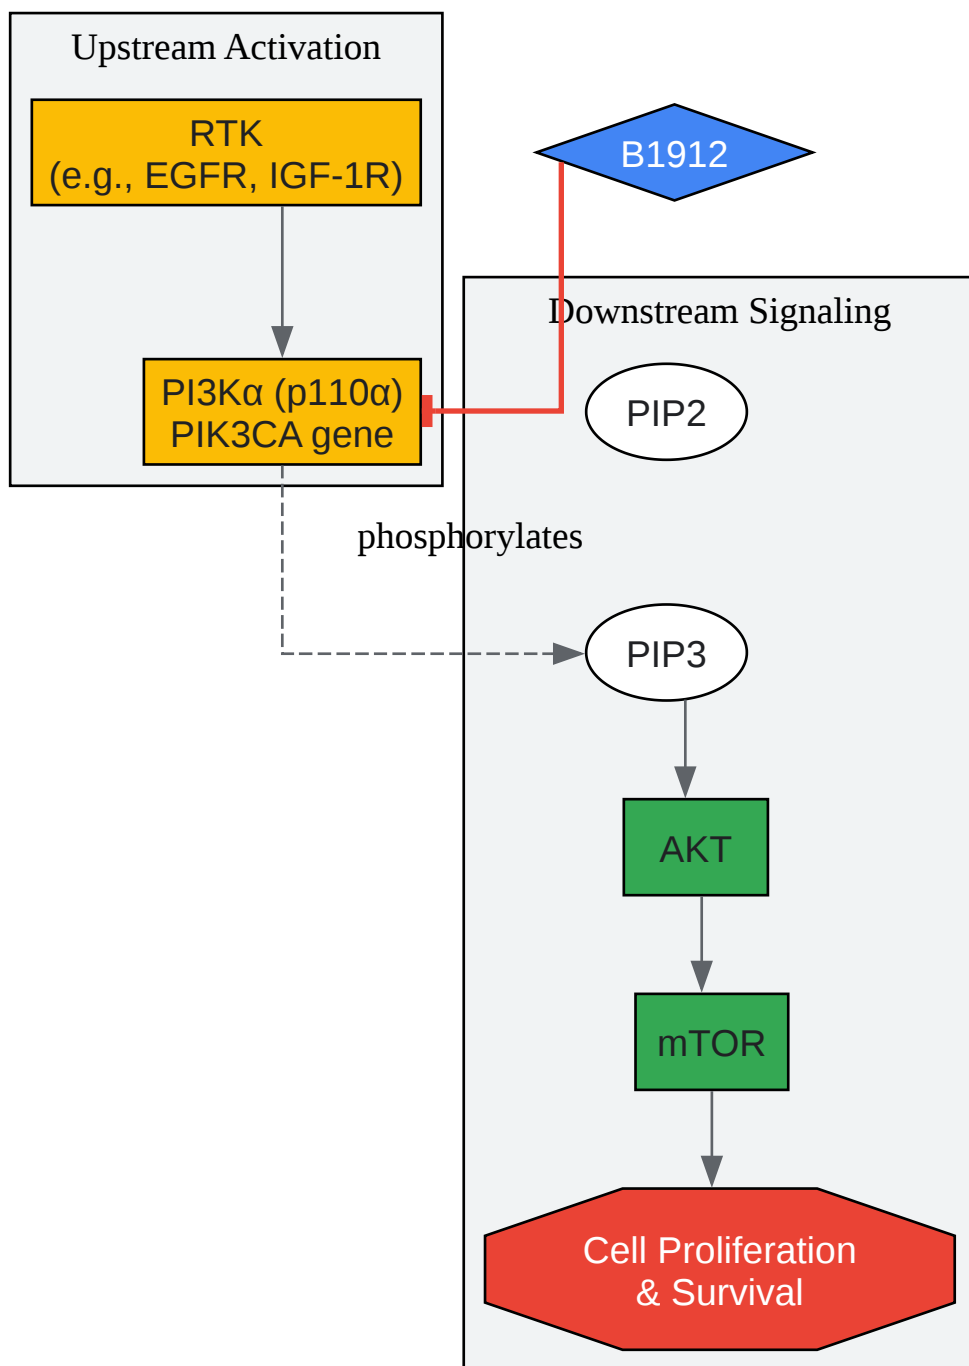 Upstream Activation
RTK
(e.g., EGFR, IGF-1R)
B1912
Downstream Signaling
PI3Kα (p110α)
PIK3CA gene
PIP2
phosphorylates
PIP3
AKT
mTOR
Cell Proliferation
& Survival